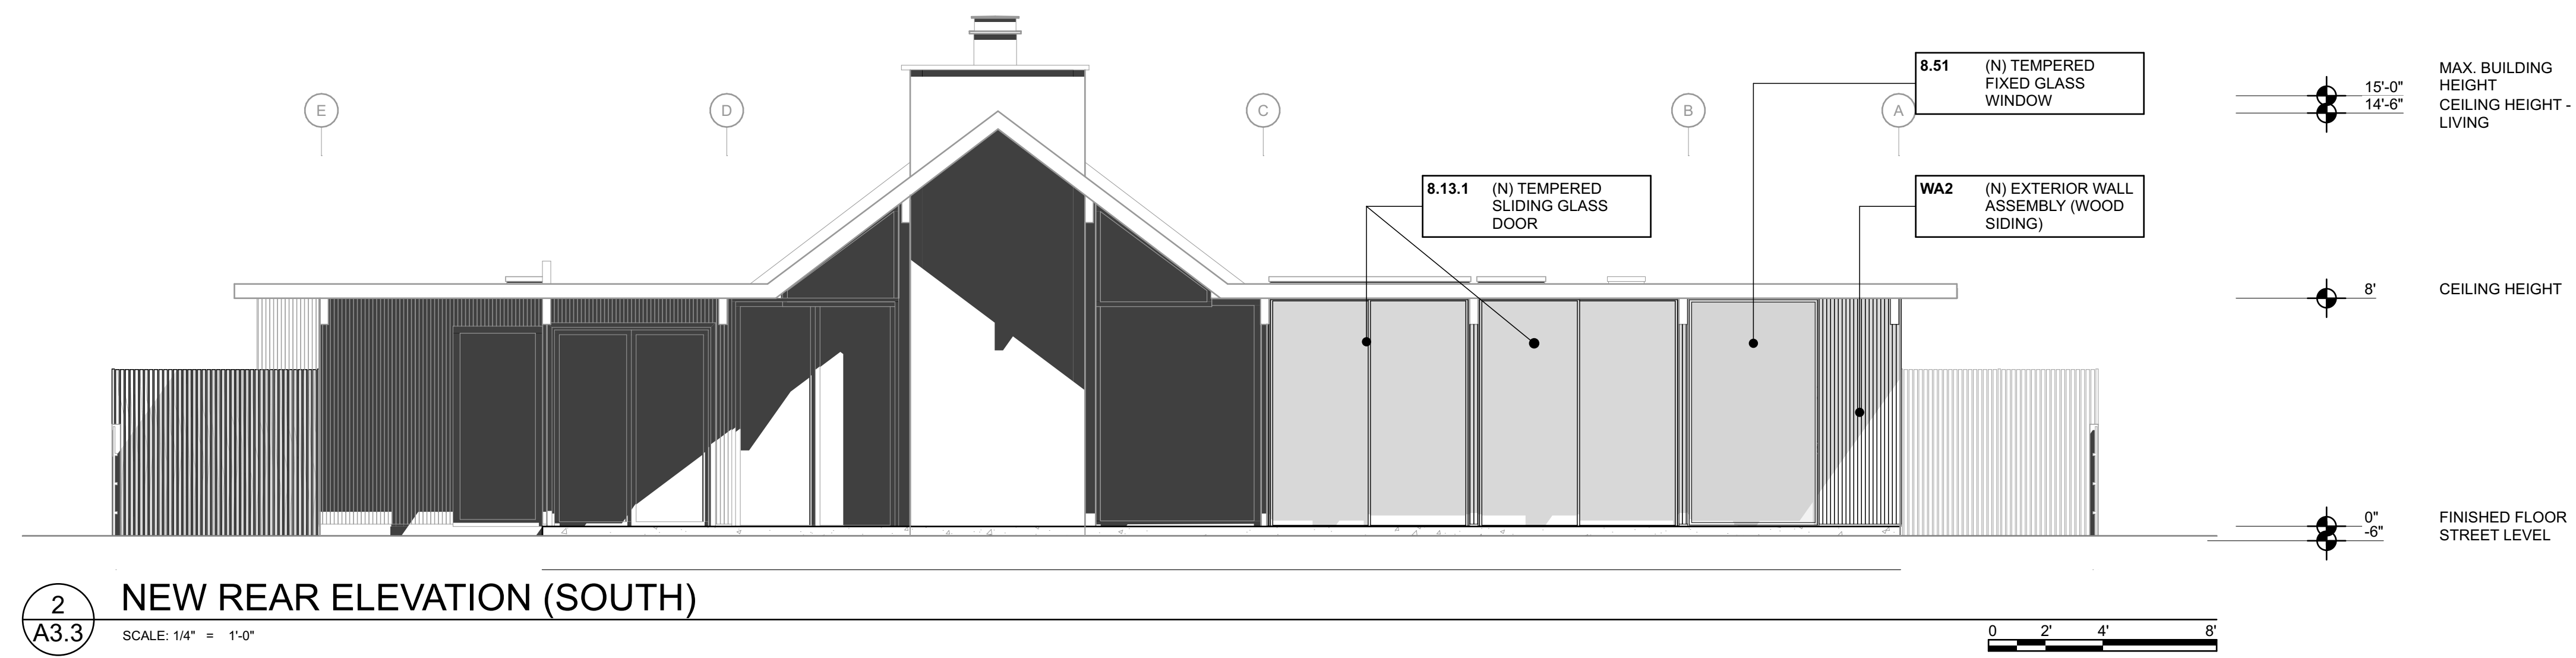 E
D
C
B
A
8.51 (N) TEMPERED
FIXED GLASS
WINDOW
8.13.1 (N) TEMPERED
SLIDING GLASS
DOOR
WA2 (N) EXTERIOR WALL
ASSEMBLY (WOOD
SIDING)
15'-0" MAX. BUILDING
HEIGHT
14'-6" CEILING HEIGHT -
LIVING
8' CEILING HEIGHT
0" FINISHED FLOOR
-6" STREET LEVEL
2
A3.3
NEW REAR ELEVATION (SOUTH)
SCALE: 1/4" = 1'-0"
0 2' 4' 8'